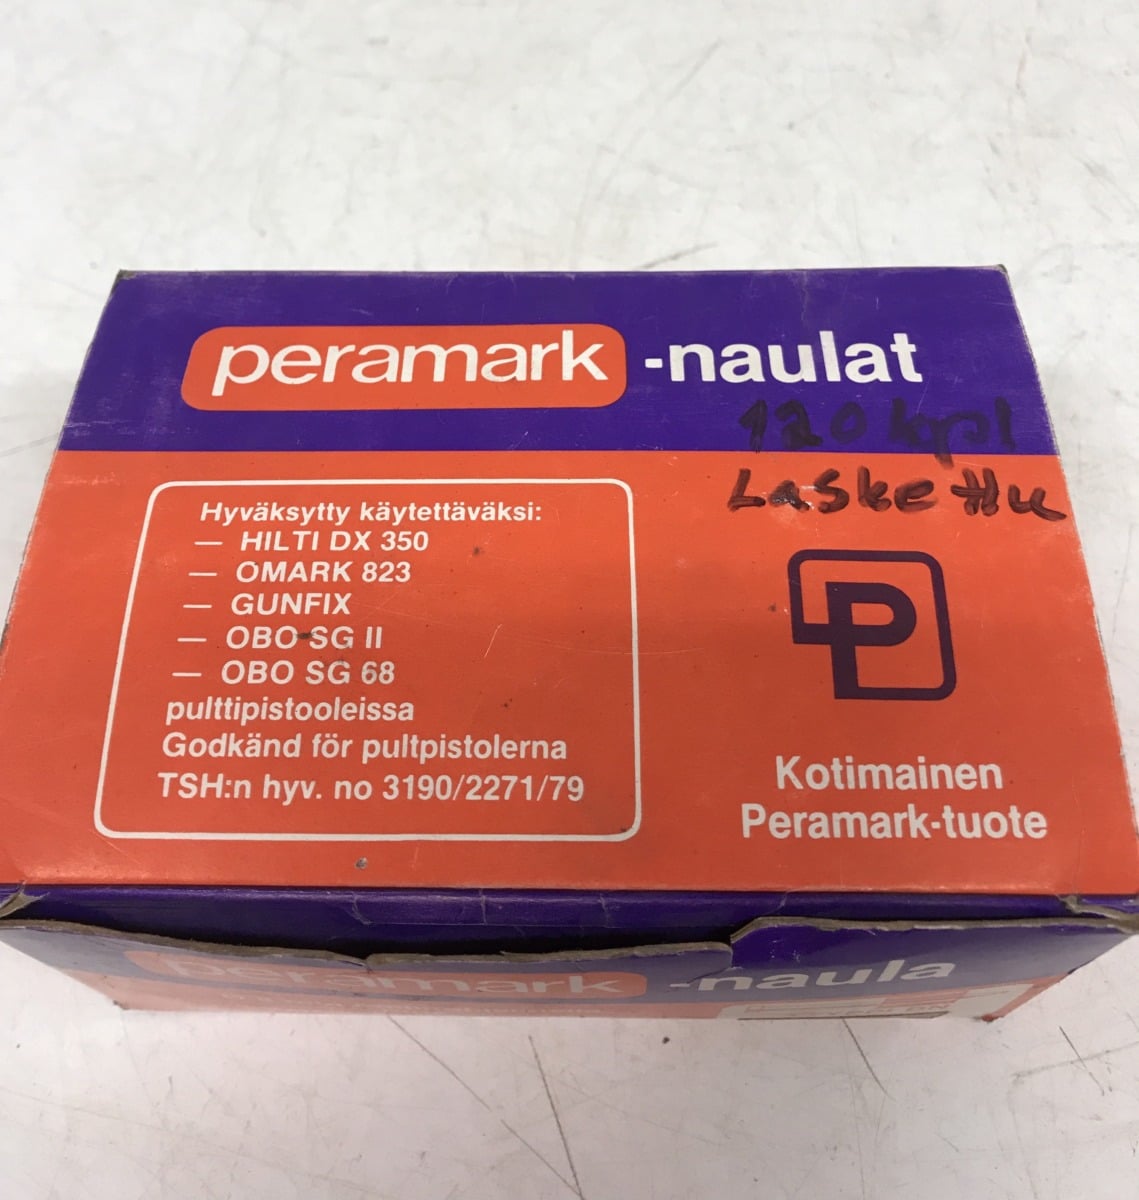 peramark -naulat
120 kpl
Laskettu
Hyväksytty käytettäväksi:
— HILTI DX 350
— OMARK 823
— GUNFIX
— OBO SG II
— OBO SG 68
pulttipistooleissa
Godkänd för pultpistolerna
TSH:n hyv. no 3190/2271/79
P
Kotimainen
Peramark-tuote
peramark -naula